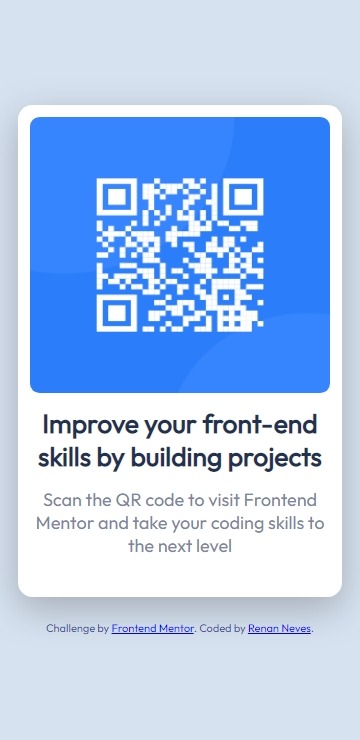 Improve your front-end
skills by building projects
Scan the QR code to visit Frontend
Mentor and take your coding skills to
the next level
Challenge by Frontend Mentor. Coded by Renan Neves.